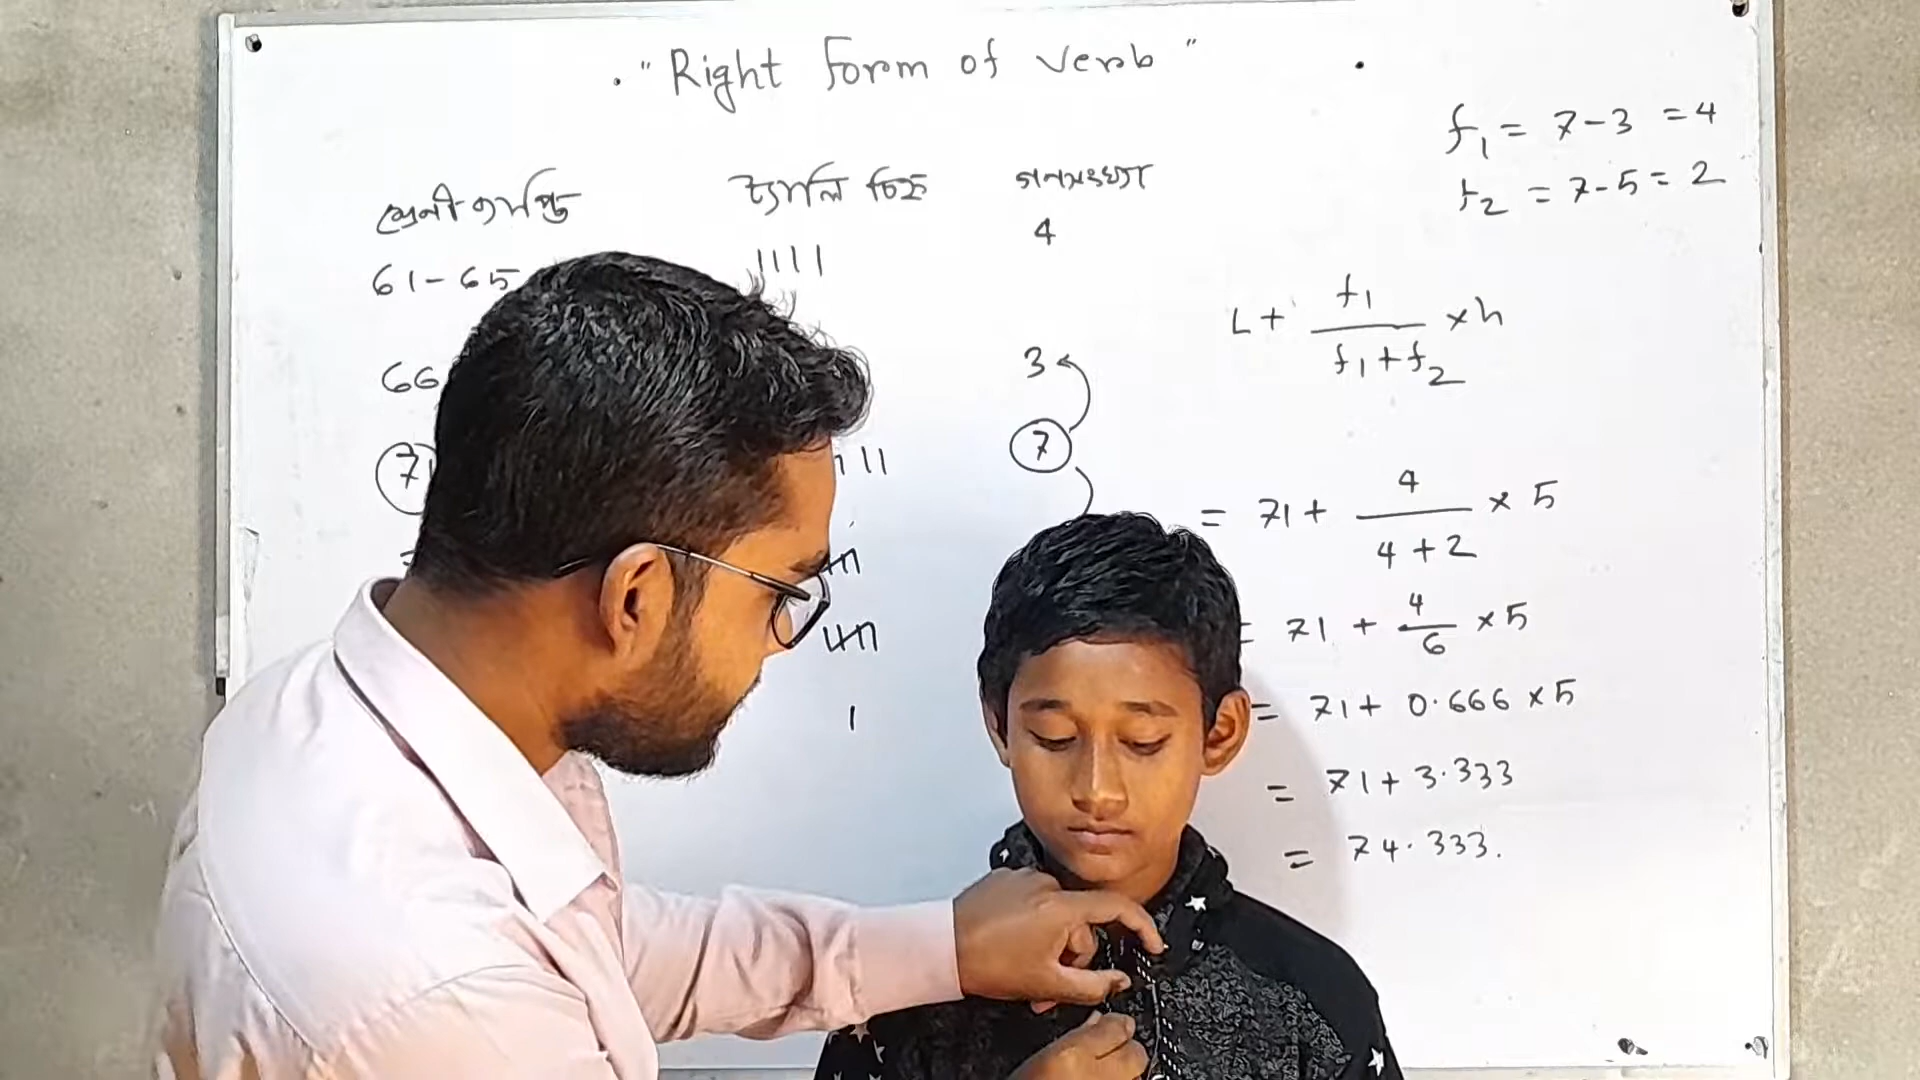 "Right Form of Verb"
f₁ = 7-3 = 4
f₂ = 7-5 = 2
শ্রেণী ব্যাপ্তি ট্যালি চিহ্ন গণসংখ্যা
61-65 |||| 4
66 3
71 7
L + f₁/(f₁+f₂) × h
= 71 + 4/(4+2) × 5
= 71 + 4/6 × 5
= 71 + 0.666 × 5
= 71 + 3.333
= 74.333.